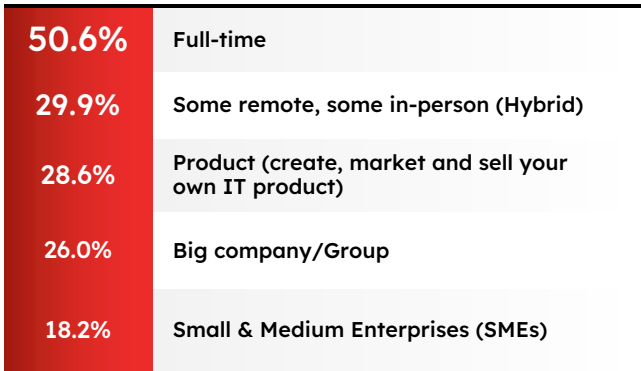 50.6% Full-time
29.9% Some remote, some in-person (Hybrid)
28.6% Product (create, market and sell your
own IT product)
26.0% Big company/Group
18.2% Small & Medium Enterprises (SMEs)